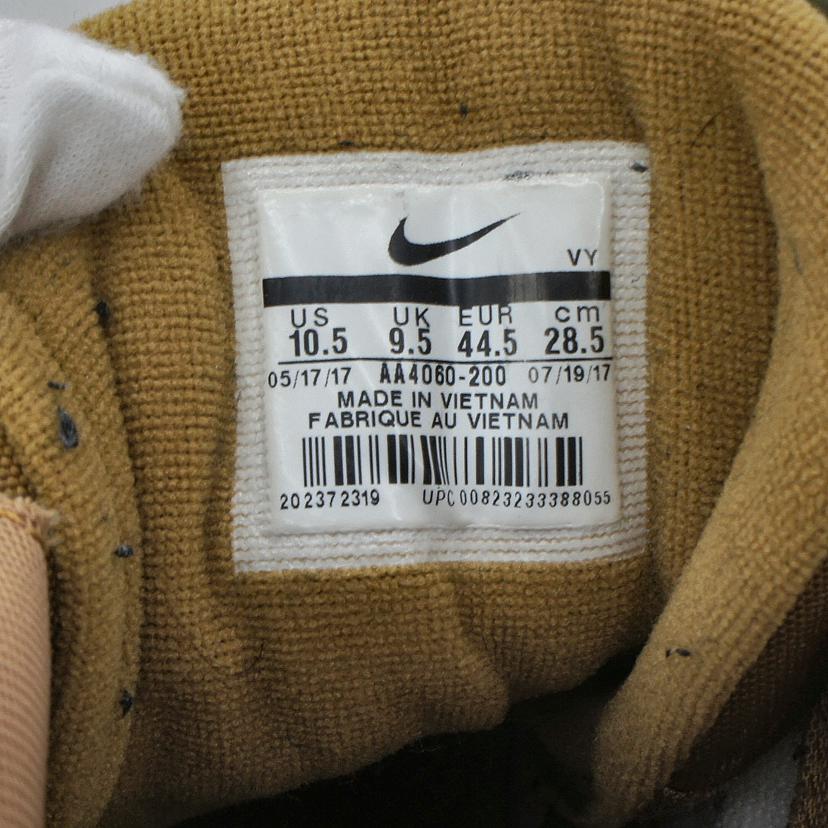 VY
US UK EUR cm
10.5 9.5 44.5 28.5
05/17/17 AA4060-200 07/19/17
MADE IN VIETNAM
FABRIQUE AU VIETNAM
202372319 UPC 00823233388055